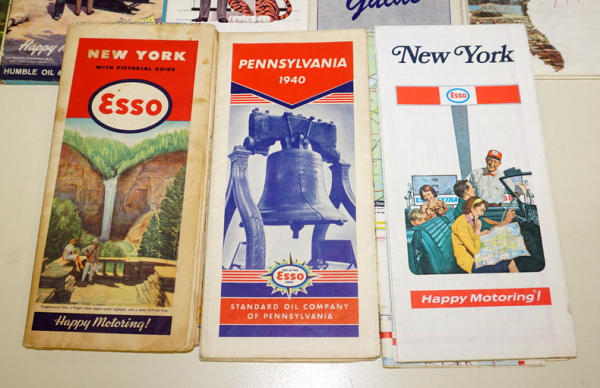 Happy M
HUMBLE OIL &
Guide
NEW YORK
WITH PICTORIAL GUIDE
Esso
Happy Motoring!
PENNSYLVANIA
1940
Esso
STANDARD OIL COMPANY
OF PENNSYLVANIA
New York
Esso
EXTRA
Happy Motoring!